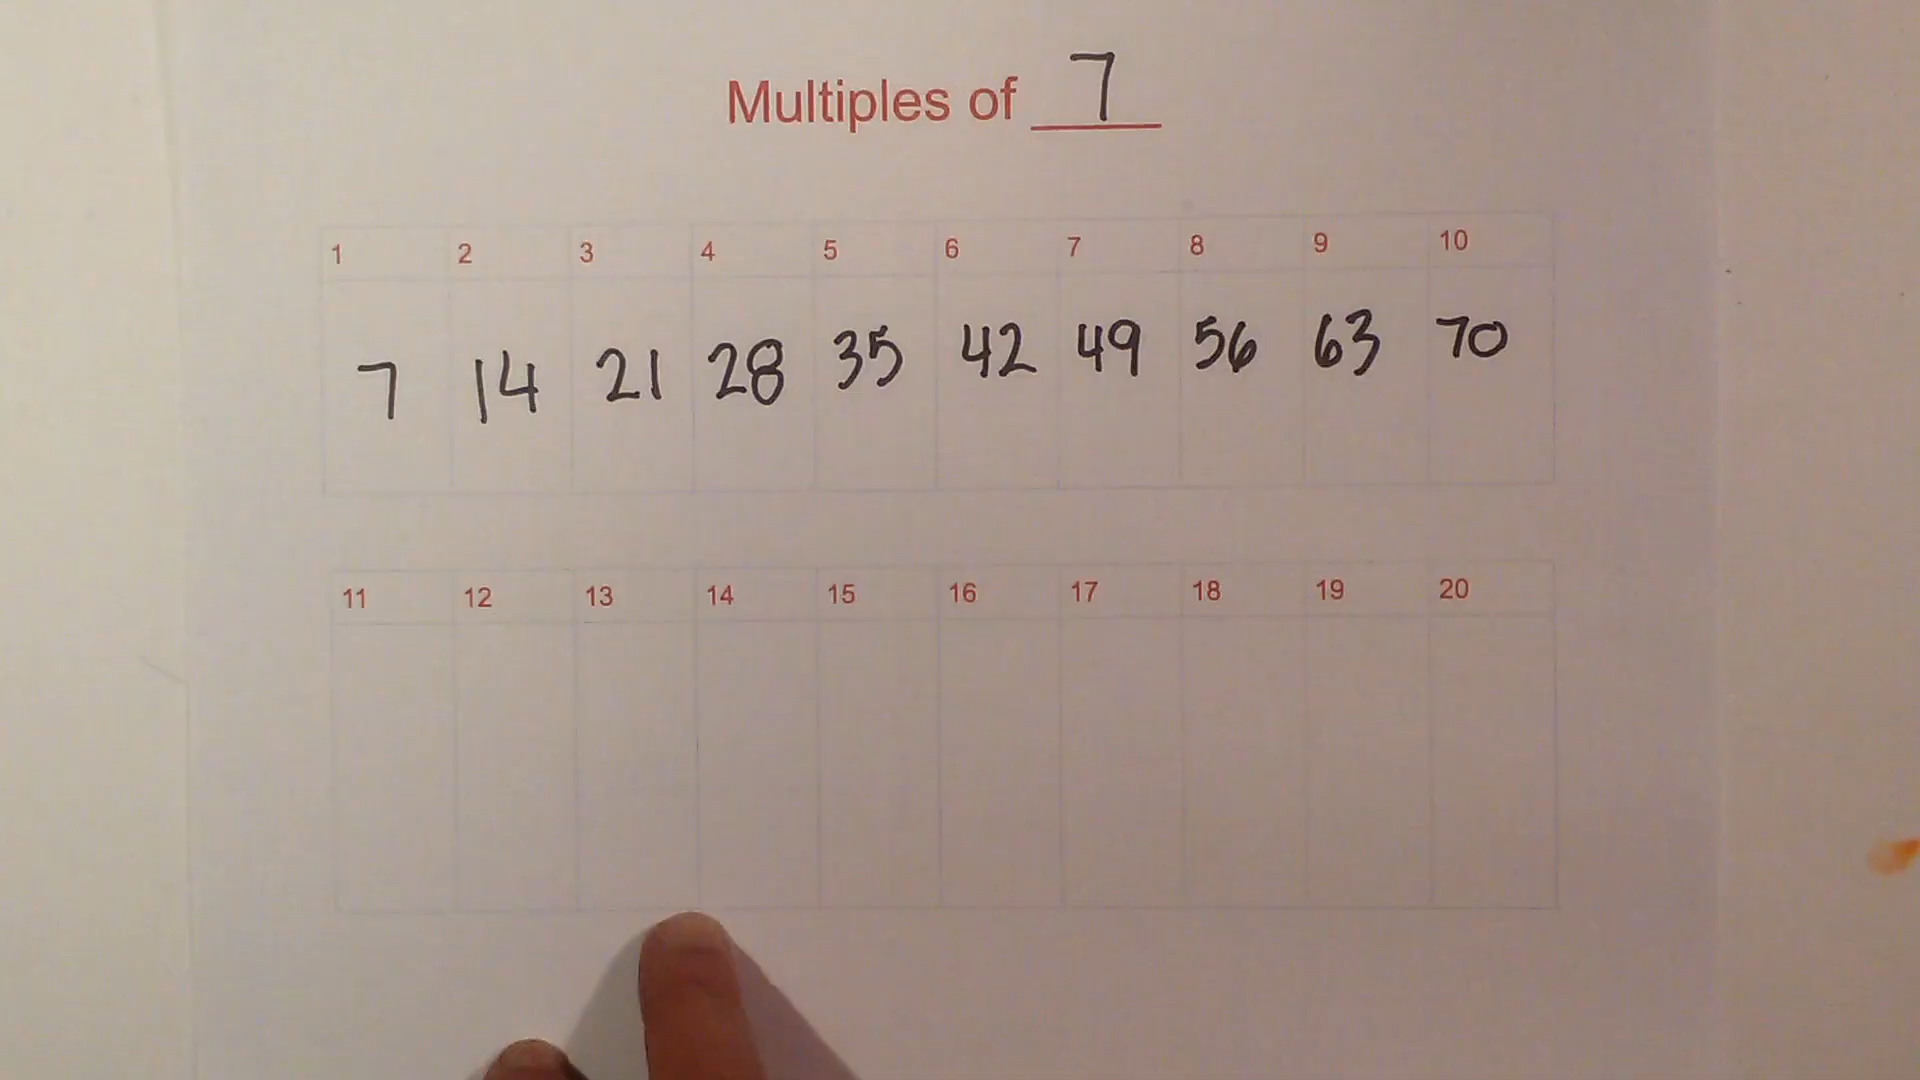 Multiples of 7
1 2 3 4 5 6 7 8 9 10
7 14 21 28 35 42 49 56 63 70
11 12 13 14 15 16 17 18 19 20